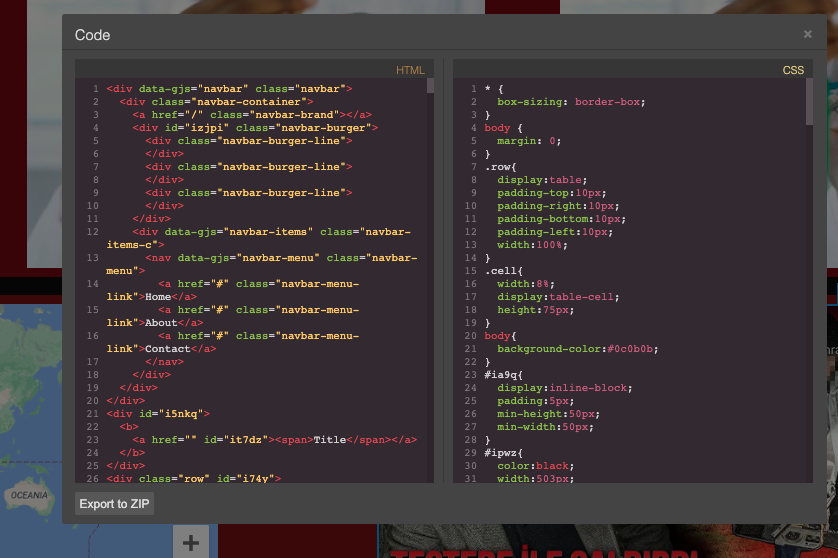 Code
×
HTML
1 <div data-gjs="navbar" class="navbar">
2 <div class="navbar-container">
3 <a href="/" class="navbar-brand"></a>
4 <div id="izjpi" class="navbar-burger">
5 <div class="navbar-burger-line">
6 </div>
7 <div class="navbar-burger-line">
8 </div>
9 <div class="navbar-burger-line">
10 </div>
11 </div>
12 <div data-gjs="navbar-items" class="navbar-
items-c">
13 <nav data-gjs="navbar-menu" class="navbar-
menu">
14 <a href="#" class="navbar-menu-
link">Home</a>
15 <a href="#" class="navbar-menu-
link">About</a>
16 <a href="#" class="navbar-menu-
link">Contact</a>
17 </nav>
18 </div>
19 </div>
20 </div>
21 <div id="i5nkq">
22 <b>
23 <a href="" id="it7dz"><span>Title</span></a>
24 </b>
25 </div>
26 <div class="row" id="i74y">
CSS
1 * {
2 box-sizing: border-box;
3 }
4 body {
5 margin: 0;
6 }
7 .row{
8 display:table;
9 padding-top:10px;
10 padding-right:10px;
11 padding-bottom:10px;
12 padding-left:10px;
13 width:100%;
14 }
15 .cell{
16 width:8%;
17 display:table-cell;
18 height:75px;
19 }
20 body{
21 background-color:#0c0b0b;
22 }
23 #ia9q{
24 display:inline-block;
25 padding:5px;
26 min-height:50px;
27 min-width:50px;
28 }
29 #ipwz{
30 color:black;
31 width:503px;
Export to ZIP
OCEANIA
+
TESTERE İLE SALDIRDI